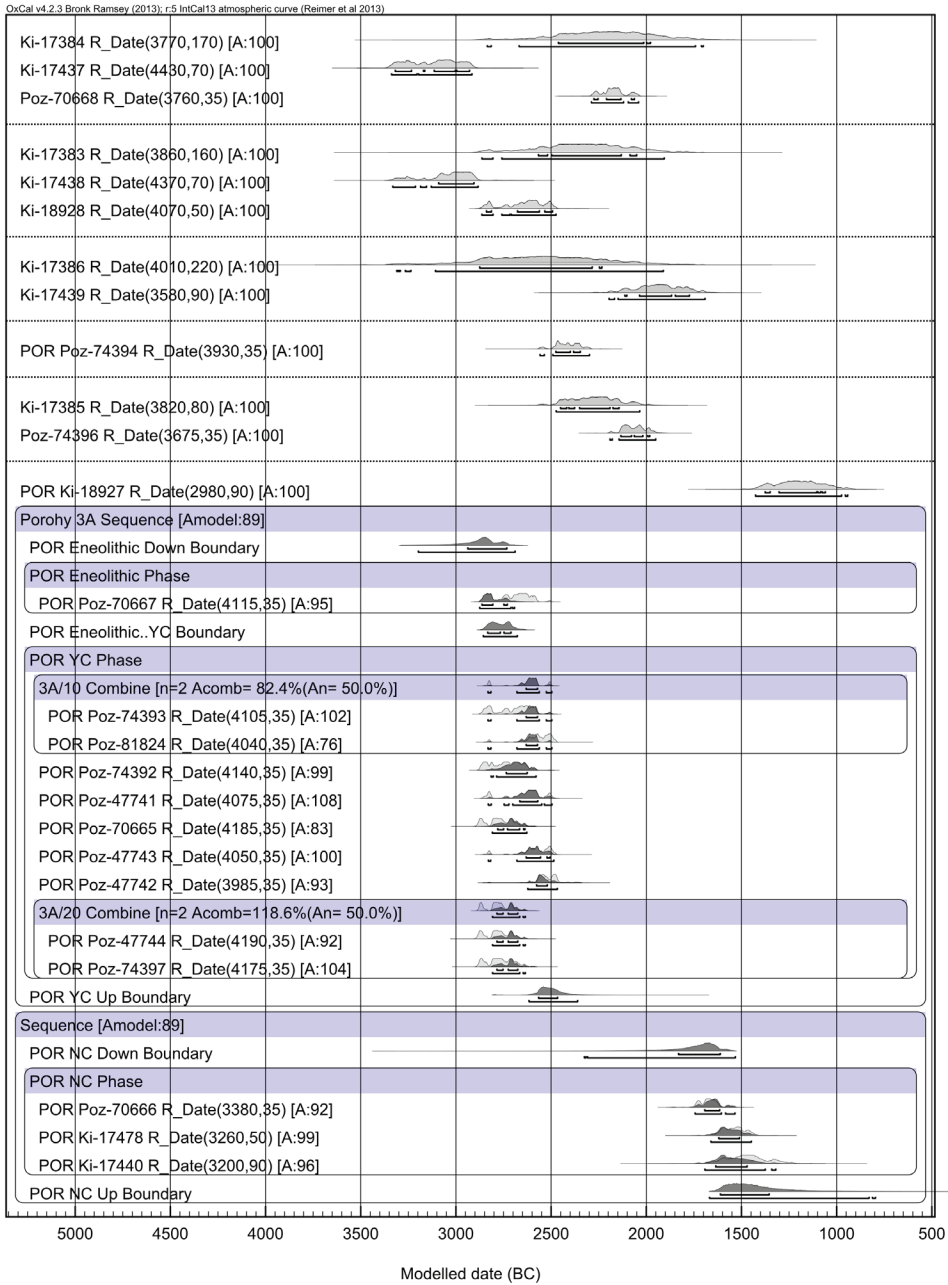 OxCal v4.2.3 Bronk Ramsey (2013); r:5 IntCal13 atmospheric curve (Reimer et al 2013)
Ki-17384 R_Date(3770,170) [A:100]
Ki-17437 R_Date(4430,70) [A:100]
Poz-70668 R_Date(3760,35) [A:100]
Ki-17383 R_Date(3860,160) [A:100]
Ki-17438 R_Date(4370,70) [A:100]
Ki-18928 R_Date(4070,50) [A:100]
Ki-17386 R_Date(4010,220) [A:100]
Ki-17439 R_Date(3580,90) [A:100]
POR Poz-74394 R_Date(3930,35) [A:100]
Ki-17385 R_Date(3820,80) [A:100]
Poz-74396 R_Date(3675,35) [A:100]
POR Ki-18927 R_Date(2980,90) [A:100]
Porohy 3A Sequence [Amodel:89]
POR Eneolithic Down Boundary
POR Eneolithic Phase
POR Poz-70667 R_Date(4115,35) [A:95]
POR Eneolithic..YC Boundary
POR YC Phase
3A/10 Combine [n=2 Acomb= 82.4%(An= 50.0%)]
POR Poz-74393 R_Date(4105,35) [A:102]
POR Poz-81824 R_Date(4040,35) [A:76]
POR Poz-74392 R_Date(4140,35) [A:99]
POR Poz-47741 R_Date(4075,35) [A:108]
POR Poz-70665 R_Date(4185,35) [A:83]
POR Poz-47743 R_Date(4050,35) [A:100]
POR Poz-47742 R_Date(3985,35) [A:93]
3A/20 Combine [n=2 Acomb=118.6%(An= 50.0%)]
POR Poz-47744 R_Date(4190,35) [A:92]
POR Poz-74397 R_Date(4175,35) [A:104]
POR YC Up Boundary
Sequence [Amodel:89]
POR NC Down Boundary
POR NC Phase
POR Poz-70666 R_Date(3380,35) [A:92]
POR Ki-17478 R_Date(3260,50) [A:99]
POR Ki-17440 R_Date(3200,90) [A:96]
POR NC Up Boundary
5000 4500 4000 3500 3000 2500 2000 1500 1000 500
Modelled date (BC)